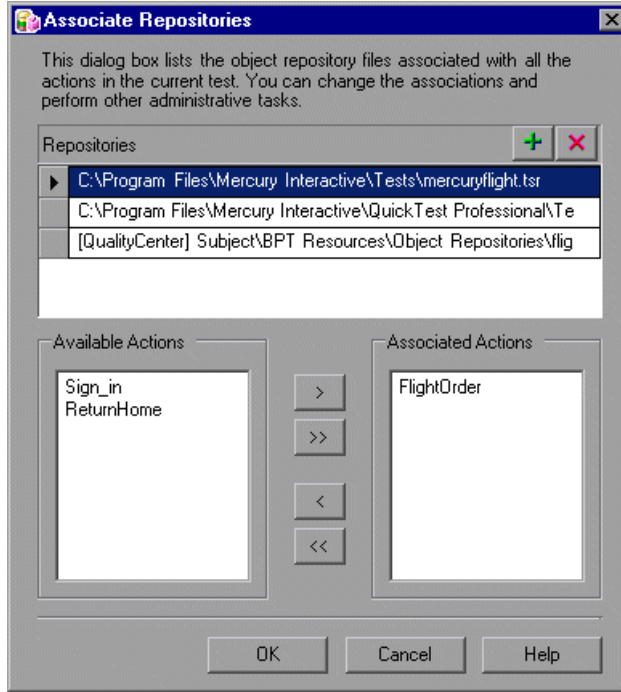 Associate Repositories
This dialog box lists the object repository files associated with all the
actions in the current test. You can change the associations and
perform other administrative tasks.
Repositories
C:\Program Files\Mercury Interactive\Tests\mercuryflight.tsr
C:\Program Files\Mercury Interactive\QuickTest Professional\Te
[QualityCenter] Subject\BPT Resources\Object Repositories\flig
Available Actions
Associated Actions
Sign_in
ReturnHome
FlightOrder
>
>>
<
<<
OK
Cancel
Help